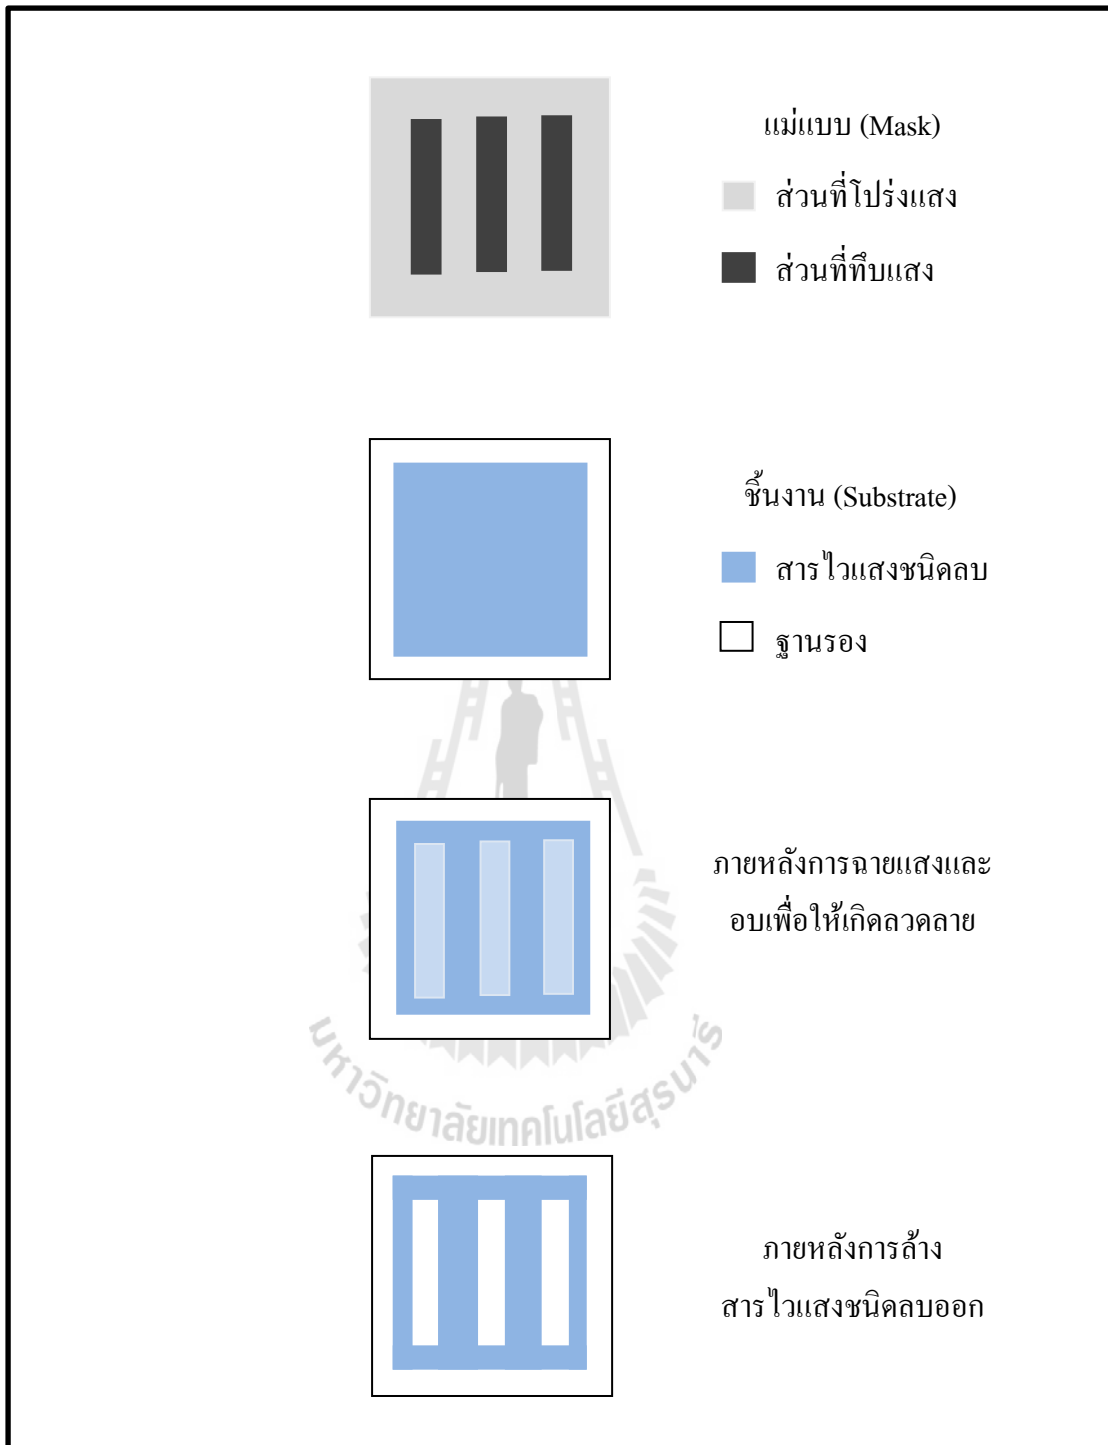 แม่แบบ (Mask)
ส่วนที่โปร่งแสง
ส่วนที่ทึบแสง
ชิ้นงาน (Substrate)
สารไวแสงชนิดลบ
ฐานรอง
ภายหลังการฉายแสงและ
อบเพื่อให้เกิดลวดลาย
มหาวิทยาลัยเทคโนโลยีสุรนารี
ภายหลังการล้าง
สารไวแสงชนิดลบออก